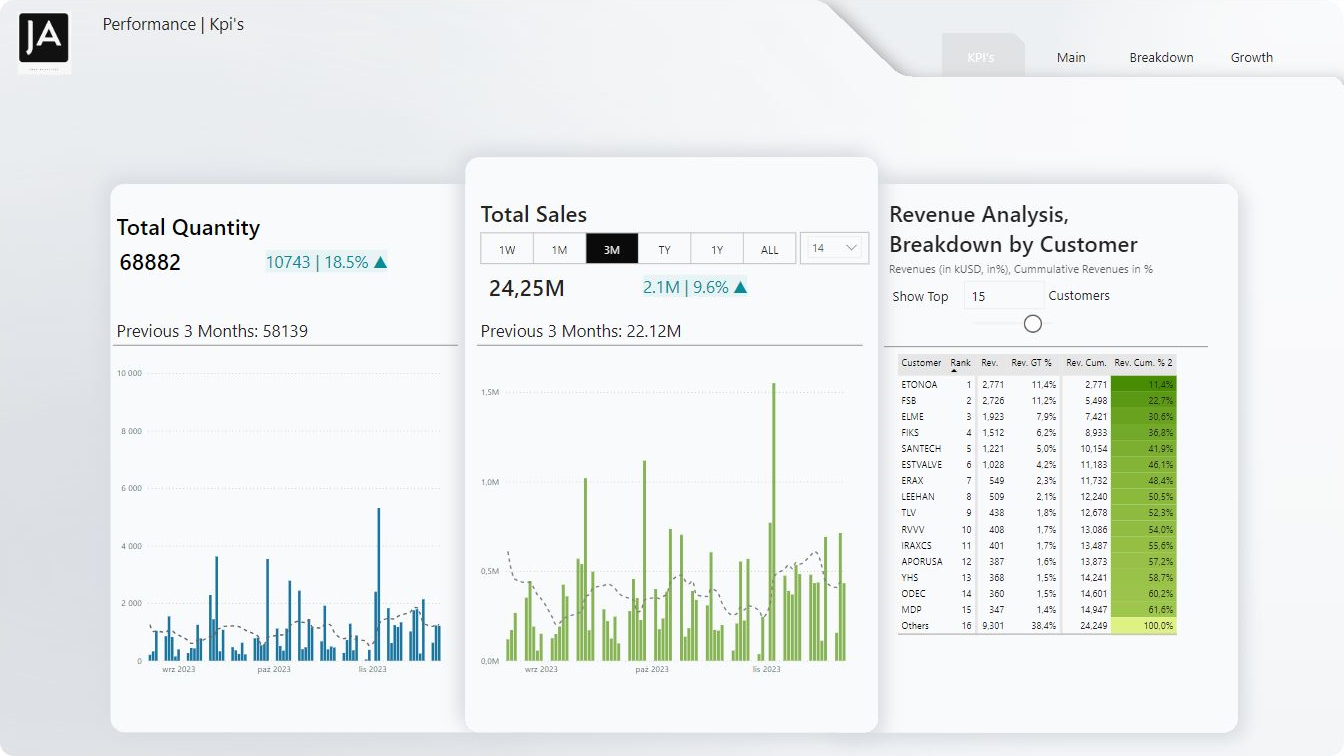 JA
Performance | Kpi's
KPI's
Main
Breakdown
Growth
Total Quantity
68882
10743 | 18.5% ▲
Previous 3 Months: 58139
10 000
8 000
6 000
4 000
2 000
0
wrz 2023
paź 2023
lis 2023
Total Sales
1W 1M 3M TY 1Y ALL
14
24,25M
2.1M | 9.6% ▲
Previous 3 Months: 22.12M
1,5M
1,0M
0,5M
0,0M
wrz 2023
paź 2023
lis 2023
Revenue Analysis,
Breakdown by Customer
Revenues (in kUSD, in%), Cummulative Revenues in %
Show Top 15 Customers
Customer Rank Rev. Rev. GT % Rev. Cum. Rev. Cum. % 2
ETONOA 1 2,771 11,4% 2,771 11,4%
FSB 2 2,726 11,2% 5,498 22,7%
ELME 3 1,923 7,9% 7,421 30,6%
FIKS 4 1,512 6,2% 8,933 36,8%
SANTECH 5 1,221 5,0% 10,154 41,9%
ESTVALVE 6 1,028 4,2% 11,183 46,1%
ERAX 7 549 2,3% 11,732 48,4%
LEEHAN 8 509 2,1% 12,240 50,5%
TLV 9 438 1,8% 12,678 52,3%
RVVV 10 408 1,7% 13,086 54,0%
IRAXCS 11 401 1,7% 13,487 55,6%
APORUSA 12 387 1,6% 13,873 57,2%
YHS 13 368 1,5% 14,241 58,7%
ODEC 14 360 1,5% 14,601 60,2%
MDP 15 347 1,4% 14,947 61,6%
Others 16 9,301 38.4% 24,249 100,0%